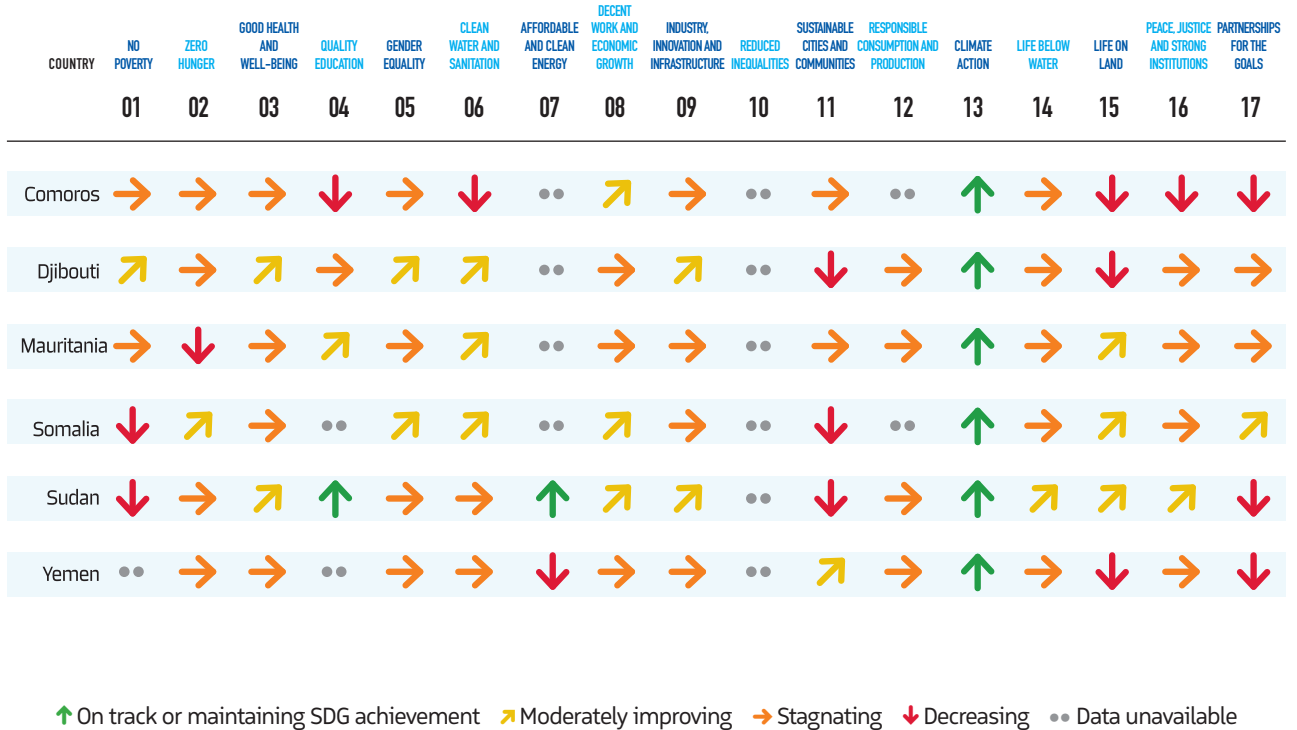 COUNTRY
NO
POVERTY
ZERO
HUNGER
GOOD HEALTH
AND
WELL-BEING
QUALITY
EDUCATION
GENDER
EQUALITY
CLEAN
WATER AND
SANITATION
AFFORDABLE
AND CLEAN
ENERGY
DECENT
WORK AND
ECONOMIC
GROWTH
INDUSTRY,
INNOVATION AND
INFRASTRUCTURE
REDUCED
INEQUALITIES
SUSTAINABLE
CITIES AND
COMMUNITIES
RESPONSIBLE
CONSUMPTION AND
PRODUCTION
CLIMATE
ACTION
LIFE BELOW
WATER
LIFE ON
LAND
PEACE, JUSTICE
AND STRONG
INSTITUTIONS
PARTNERSHIPS
FOR THE
GOALS
01 02 03 04 05 06 07 08 09 10 11 12 13 14 15 16 17
Comoros
Djibouti
Mauritania
Somalia
Sudan
Yemen
On track or maintaining SDG achievement Moderately improving Stagnating Decreasing Data unavailable